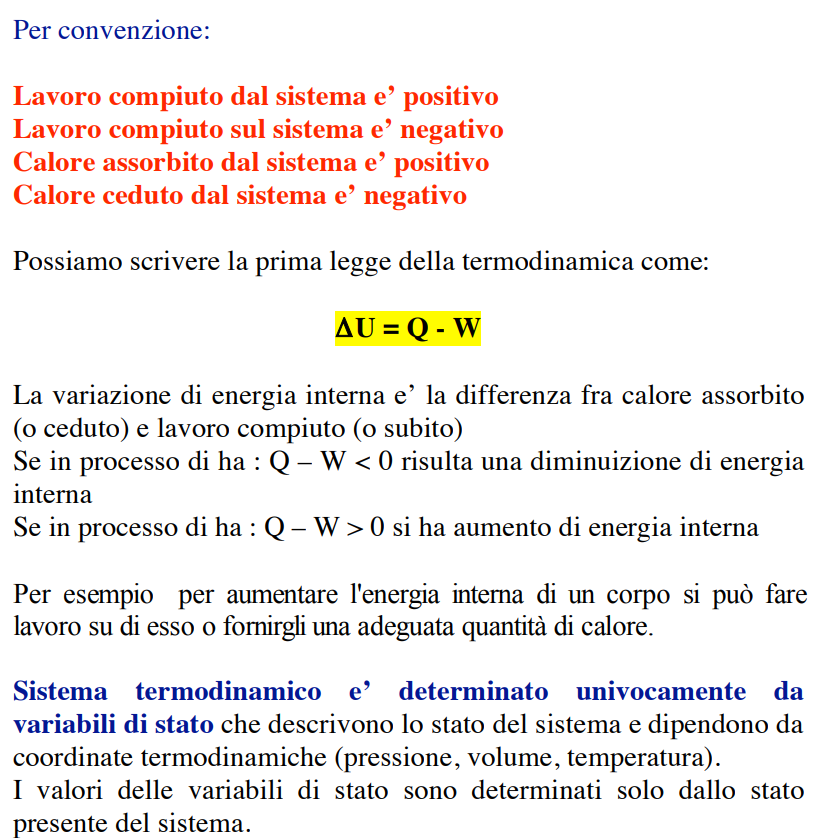 Per convenzione:
Lavoro compiuto dal sistema e’ positivo
Lavoro compiuto sul sistema e’ negativo
Calore assorbito dal sistema e’ positivo
Calore ceduto dal sistema e’ negativo
Possiamo scrivere la prima legge della termodinamica come:
ΔU = Q - W
La variazione di energia interna e’ la differenza fra calore assorbito
(o ceduto) e lavoro compiuto (o subito)
Se in processo di ha : Q – W < 0 risulta una diminuizione di energia
interna
Se in processo di ha : Q – W > 0 si ha aumento di energia interna
Per esempio per aumentare l'energia interna di un corpo si può fare
lavoro su di esso o fornirgli una adeguata quantità di calore.
Sistema termodinamico e’ determinato univocamente da
variabili di stato che descrivono lo stato del sistema e dipendono da
coordinate termodinamiche (pressione, volume, temperatura).
I valori delle variabili di stato sono determinati solo dallo stato
presente del sistema.